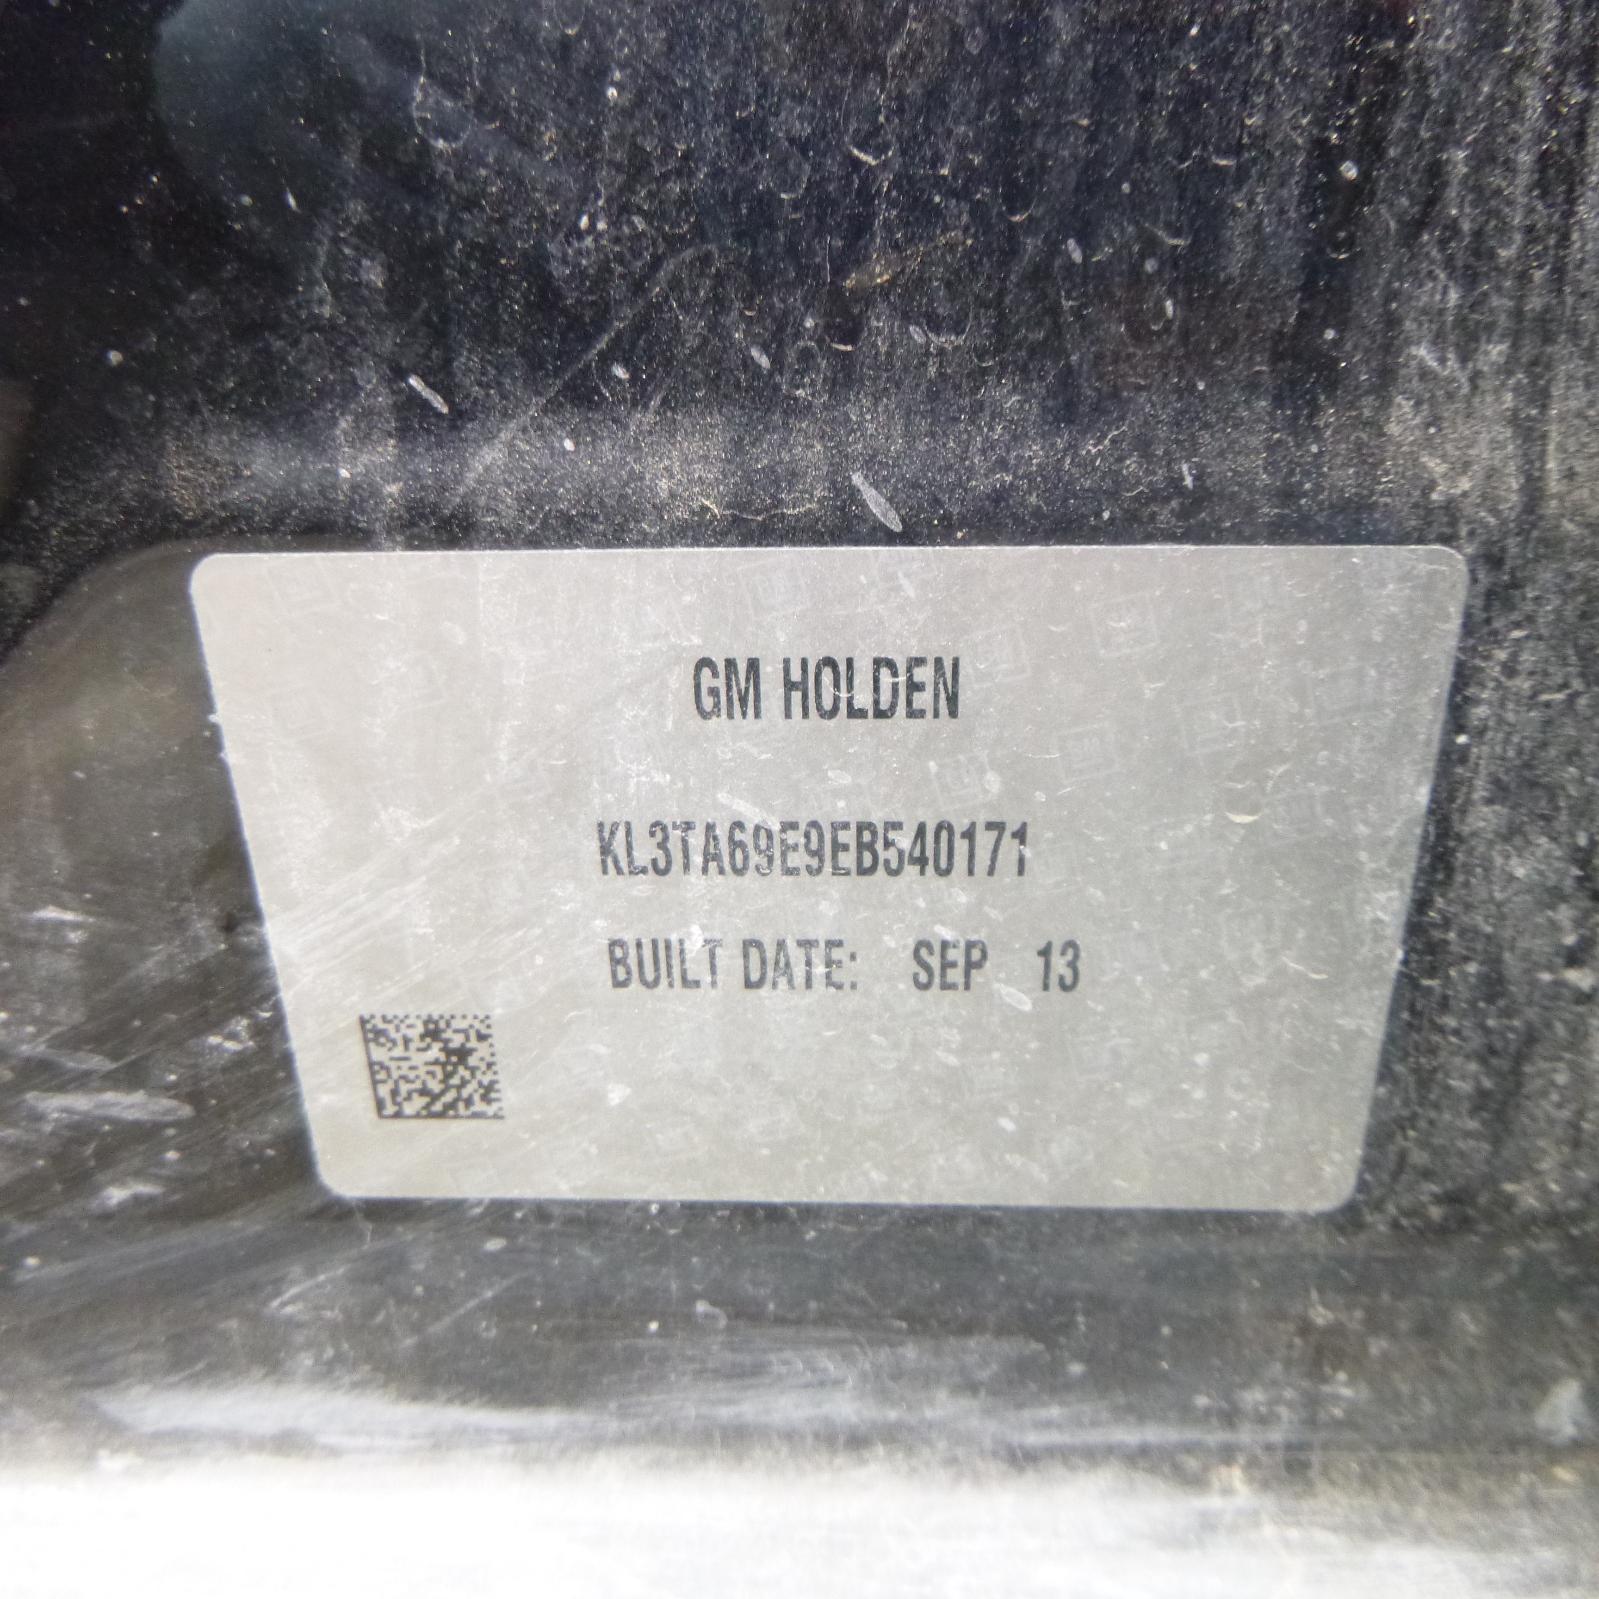 GM HOLDEN
KL3TA69E9EB540171
BUILT DATE: SEP 13